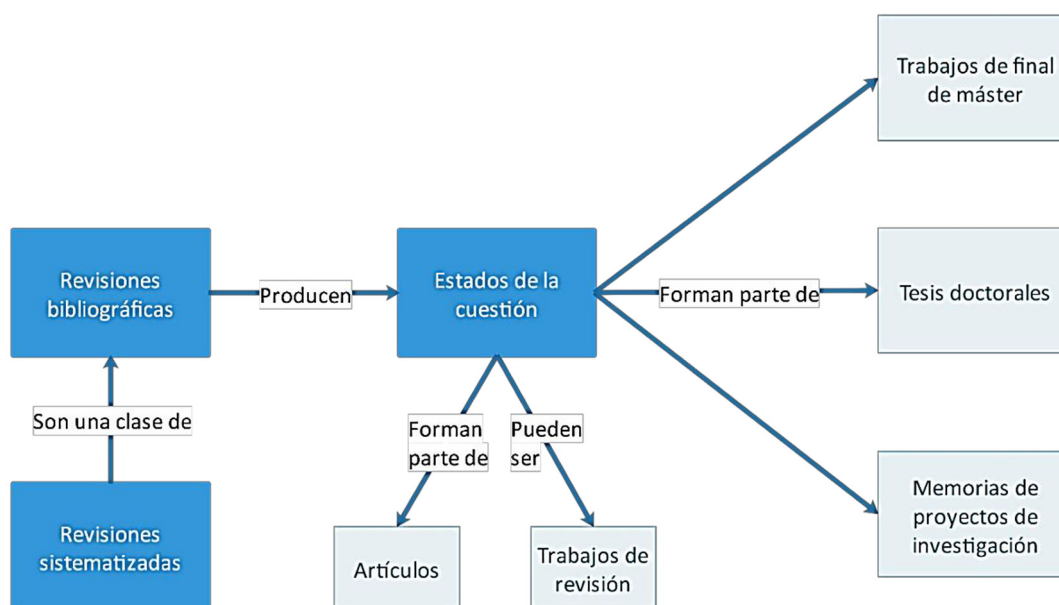 Trabajos de final
de máster
Revisiones
bibliográficas
Producen
Estados de la
cuestión
Forman parte de
Tesis doctorales
Son una clase de
Forman
parte de
Pueden
ser
Revisiones
sistematizadas
Artículos
Trabajos de
revisión
Memorias de
proyectos de
investigación